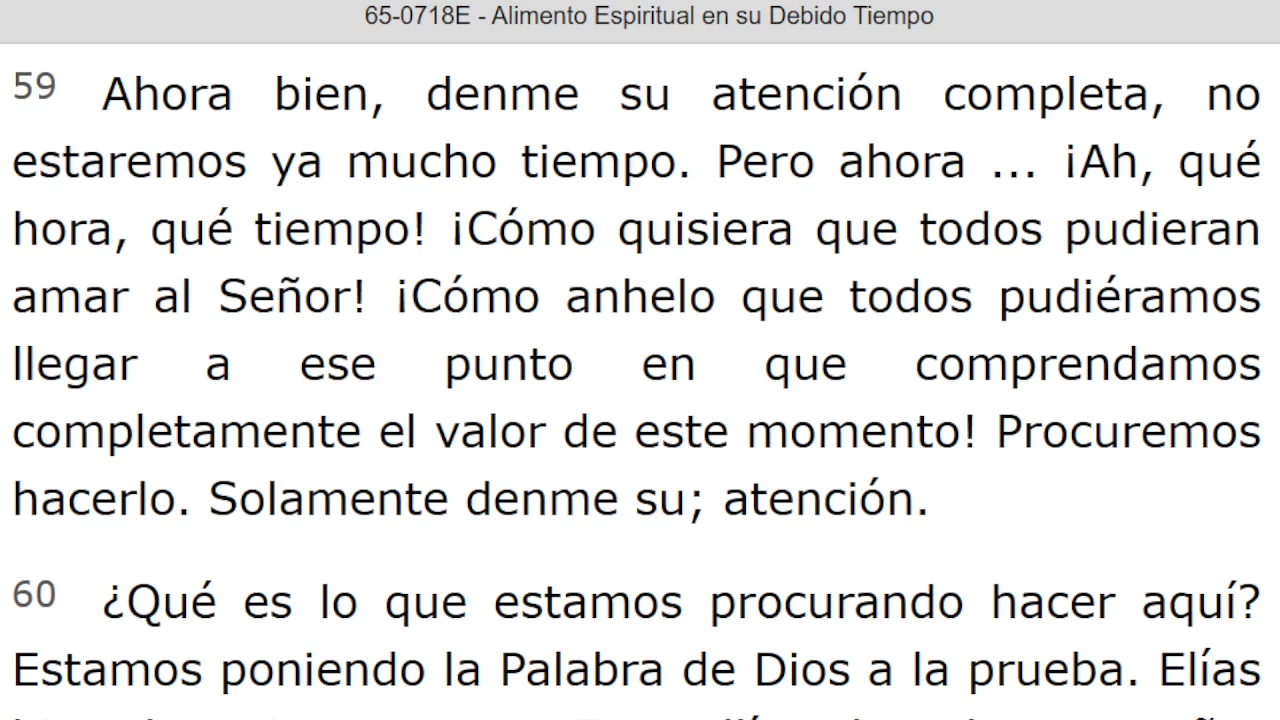 65-0718E - Alimento Espiritual en su Debido Tiempo
59 Ahora bien, denme su atención completa, no
estaremos ya mucho tiempo. Pero ahora ... ¡Ah, qué
hora, qué tiempo! ¡Cómo quisiera que todos pudieran
amar al Señor! ¡Cómo anhelo que todos pudiéramos
llegar a ese punto en que comprendamos
completamente el valor de este momento! Procuremos
hacerlo. Solamente denme su; atención.
60 ¿Qué es lo que estamos procurando hacer aquí?
Estamos poniendo la Palabra de Dios a la prueba. Elías